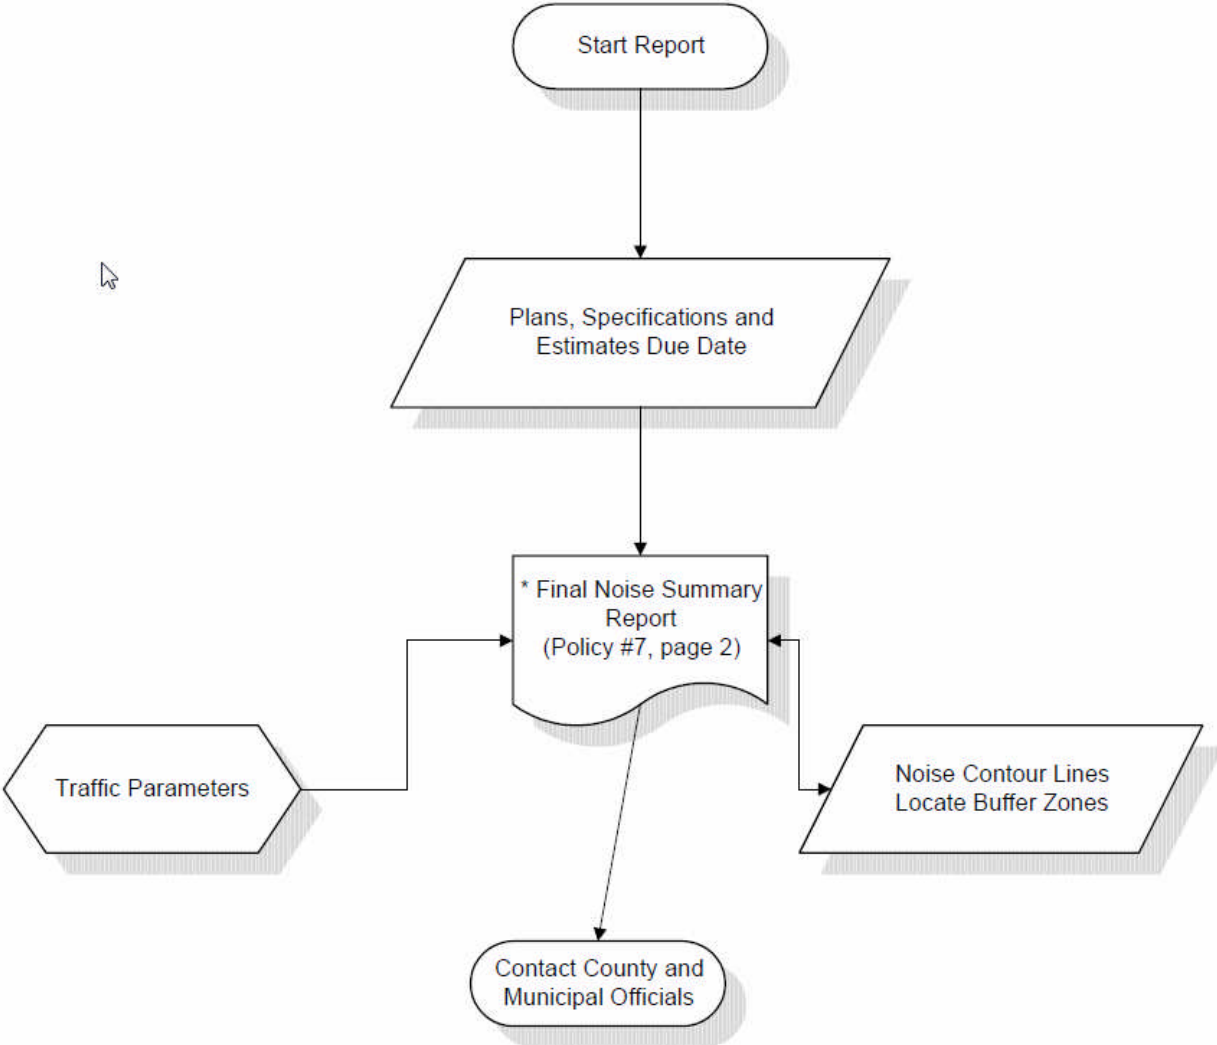 Start Report
Plans, Specifications and
Estimates Due Date
* Final Noise Summary
Report
(Policy #7, page 2)
Traffic Parameters
Noise Contour Lines
Locate Buffer Zones
Contact County and
Municipal Officials